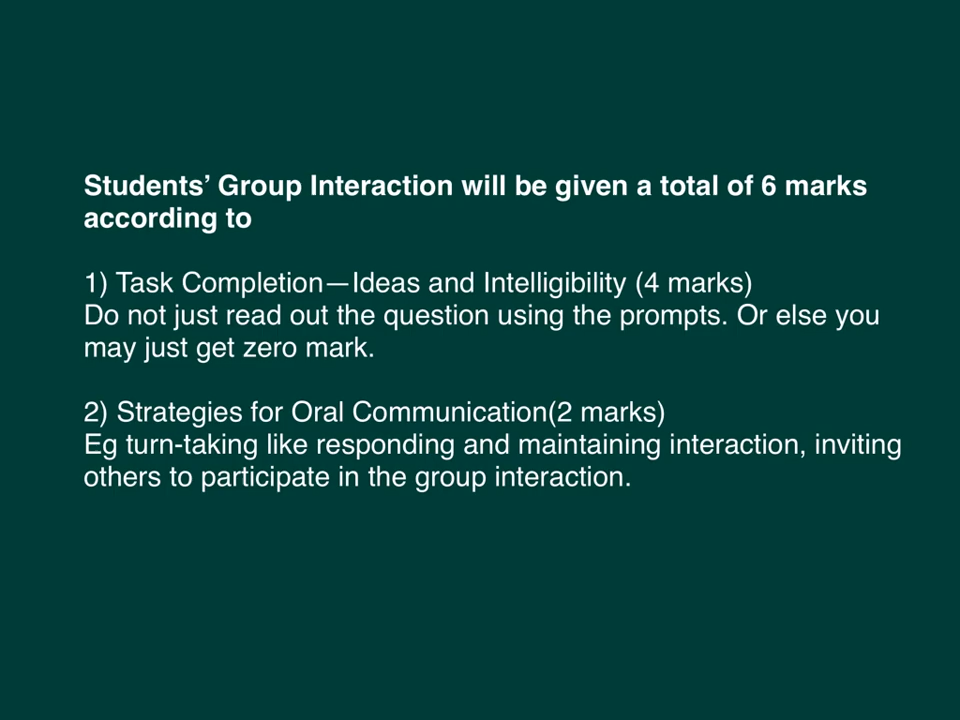 Students’ Group Interaction will be given a total of 6 marks
according to
1) Task Completion—Ideas and Intelligibility (4 marks)
Do not just read out the question using the prompts. Or else you
may just get zero mark.
2) Strategies for Oral Communication(2 marks)
Eg turn-taking like responding and maintaining interaction, inviting
others to participate in the group interaction.